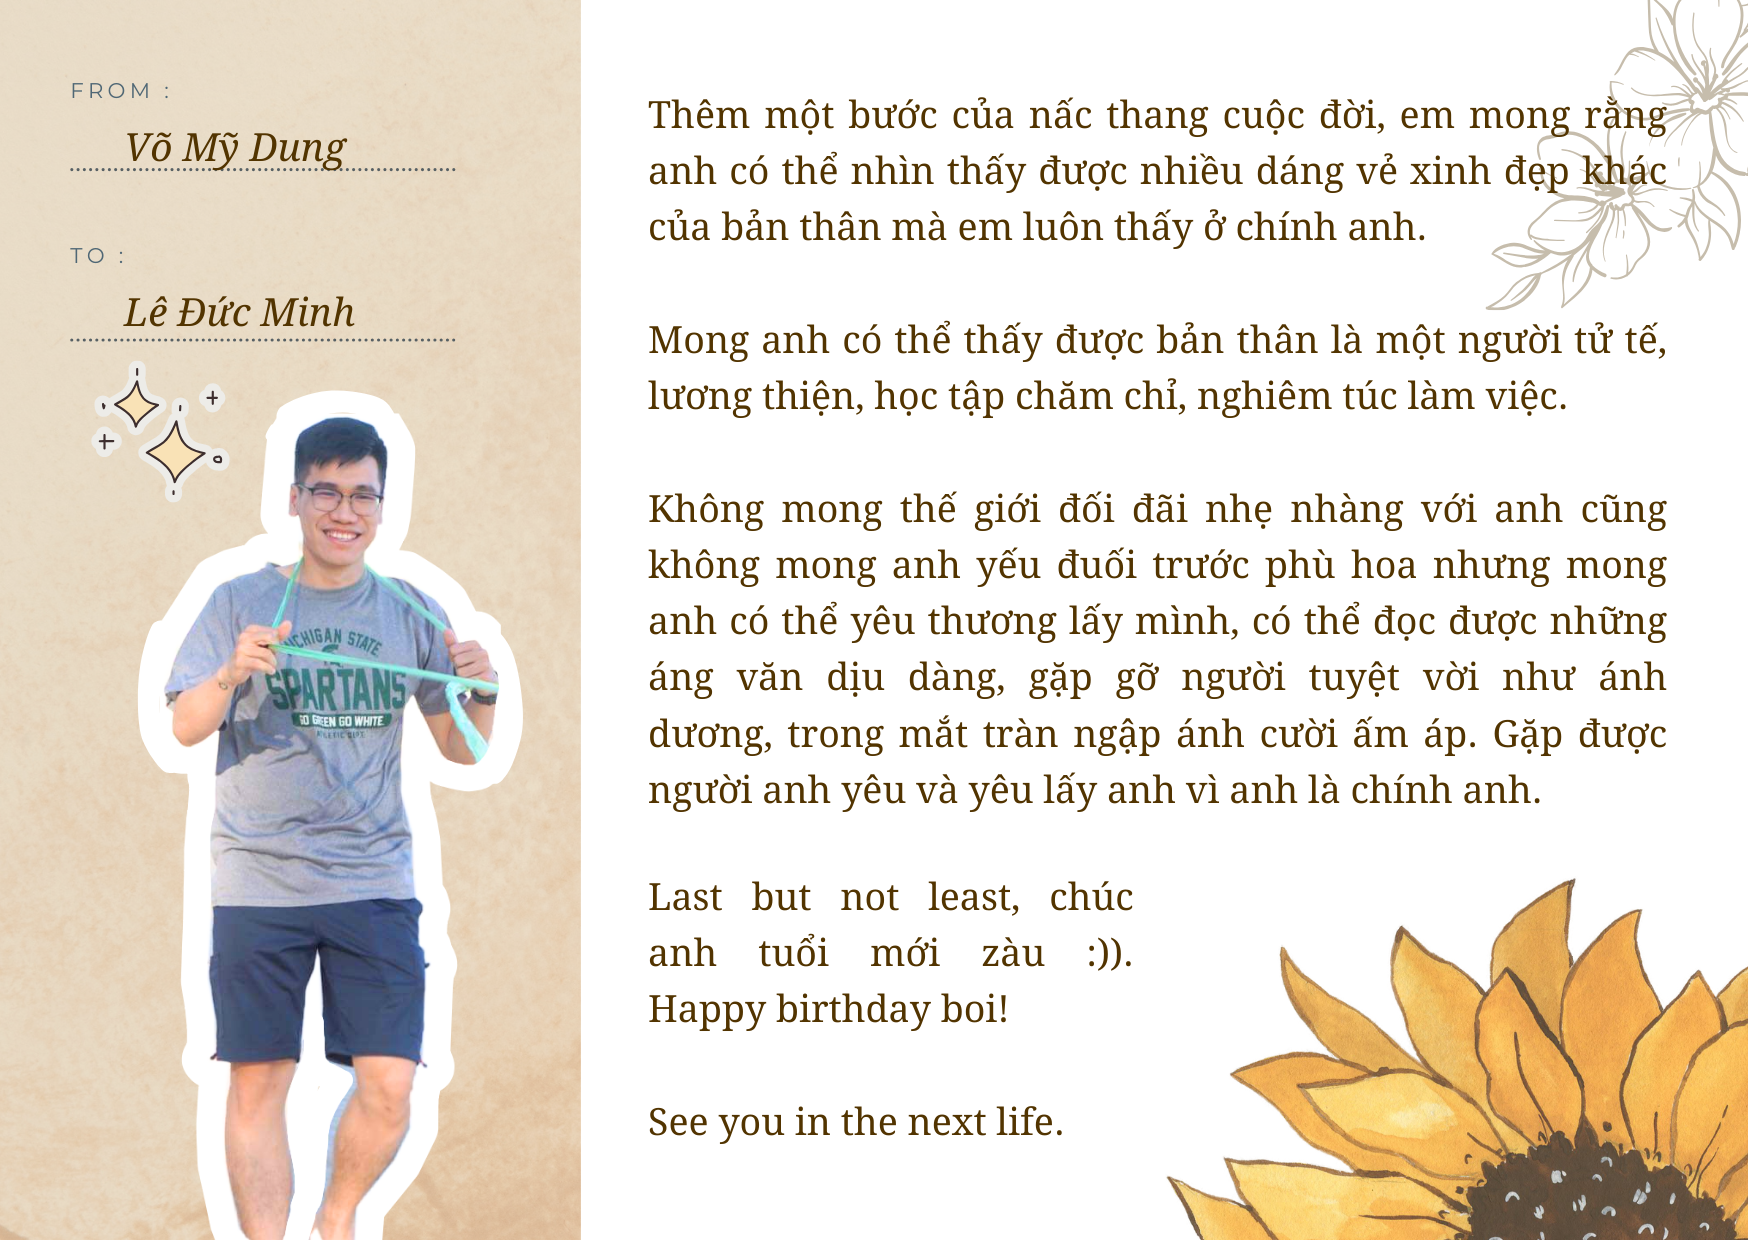 FROM :
Võ Mỹ Dung
TO :
Lê Đức Minh
MICHIGAN STATE
SPARTANS
GO GREEN GO WHITE
ATHLETIC DEPT.
Thêm một bước của nấc thang cuộc đời, em mong rằng
anh có thể nhìn thấy được nhiều dáng vẻ xinh đẹp khác
của bản thân mà em luôn thấy ở chính anh.
Mong anh có thể thấy được bản thân là một người tử tế,
lương thiện, học tập chăm chỉ, nghiêm túc làm việc.
Không mong thế giới đối đãi nhẹ nhàng với anh cũng
không mong anh yếu đuối trước phù hoa nhưng mong
anh có thể yêu thương lấy mình, có thể đọc được những
áng văn dịu dàng, gặp gỡ người tuyệt vời như ánh
dương, trong mắt tràn ngập ánh cười ấm áp. Gặp được
người anh yêu và yêu lấy anh vì anh là chính anh.
Last but not least, chúc
anh tuổi mới zàu :)).
Happy birthday boi!
See you in the next life.